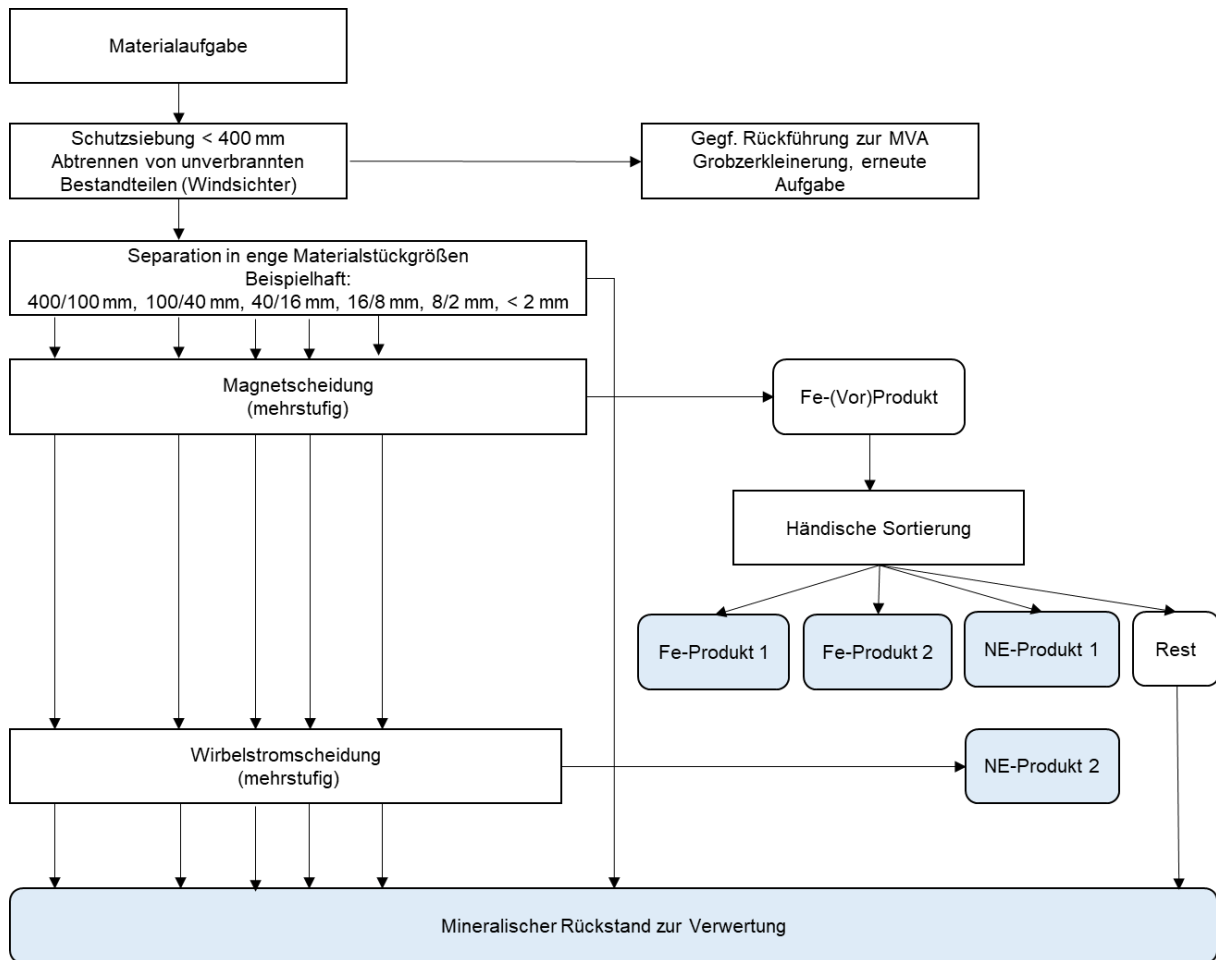 Materialaufgabe
Schutzsiebung < 400 mm
Abtrennen von unverbrannten
Bestandteilen (Windsichter)
Gegf. Rückführung zur MVA
Grobzerkleinerung, erneute
Aufgabe
Separation in enge Materialstückgrößen
Beispielhaft:
400/100 mm, 100/40 mm, 40/16 mm, 16/8 mm, 8/2 mm, < 2 mm
Magnetscheidung
(mehrstufig)
Fe-(Vor)Produkt
Händische Sortierung
Fe-Produkt 1
Fe-Produkt 2
NE-Produkt 1
Rest
Wirbelstromscheidung
(mehrstufig)
NE-Produkt 2
Mineralischer Rückstand zur Verwertung